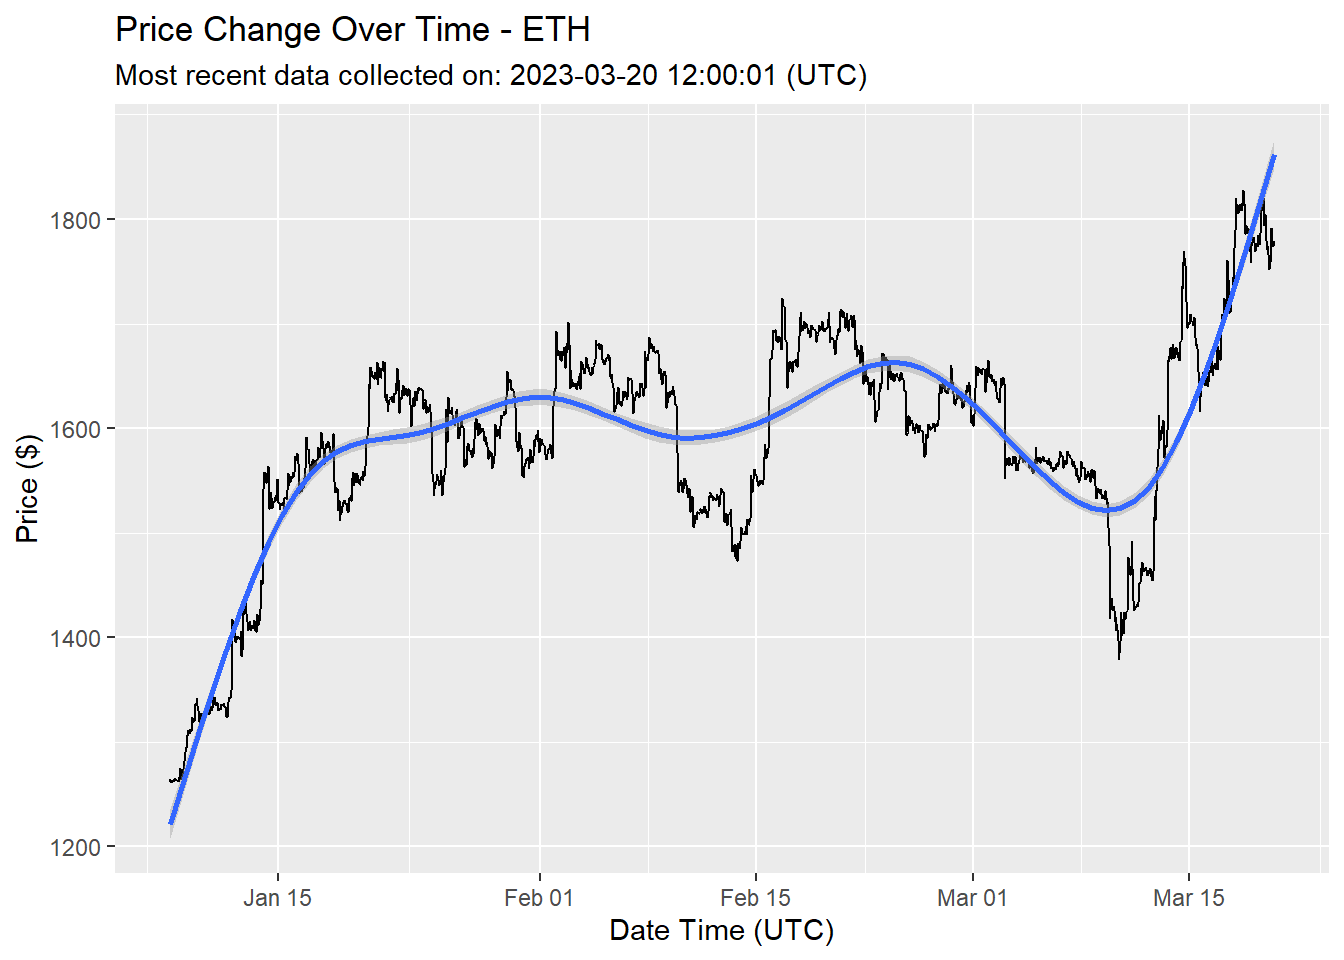 Price Change Over Time - ETH
Most recent data collected on: 2023-03-20 12:00:01 (UTC)
1800
1600
1400
1200
Price ($)
Jan 15
Feb 01
Feb 15
Mar 01
Mar 15
Date Time (UTC)